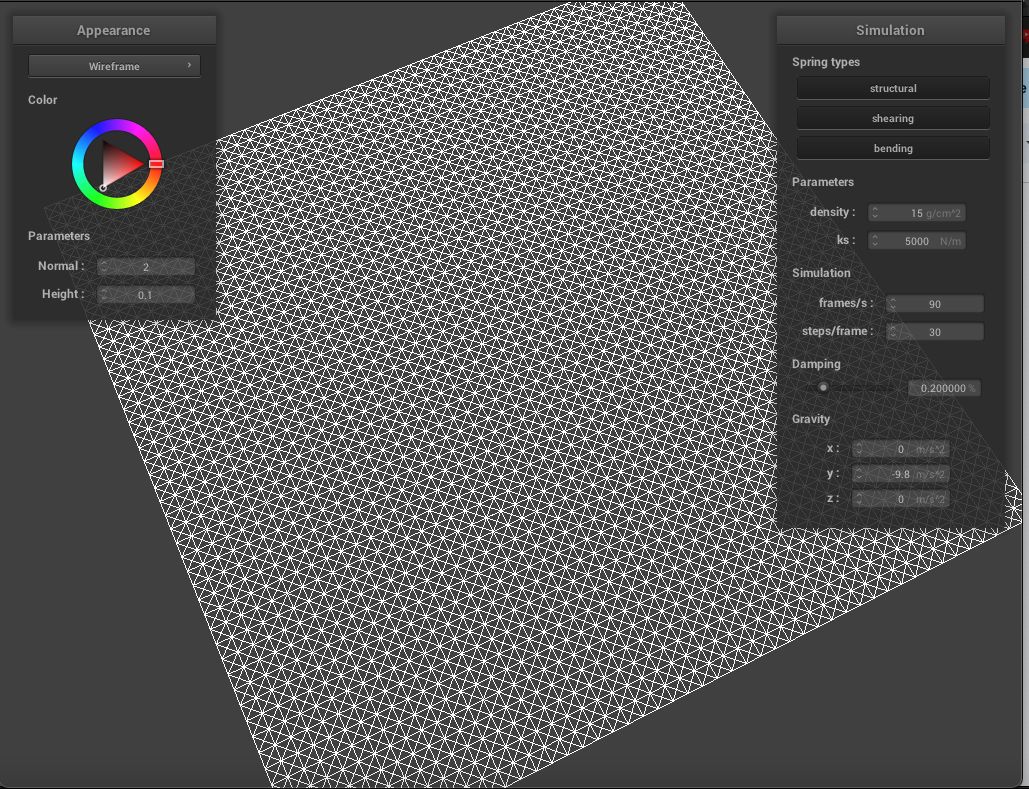 Appearance
Wireframe
Color
Parameters
Normal : 2
Height : 0.1
Simulation
Spring types
structural
shearing
bending
Parameters
density : 15 g/cm^2
ks : 5000 N/m
Simulation
frames/s : 90
steps/frame : 30
Damping
0.200000 %
Gravity
x : 0 m/s^2
y : -9.8 m/s^2
z : 0 m/s^2